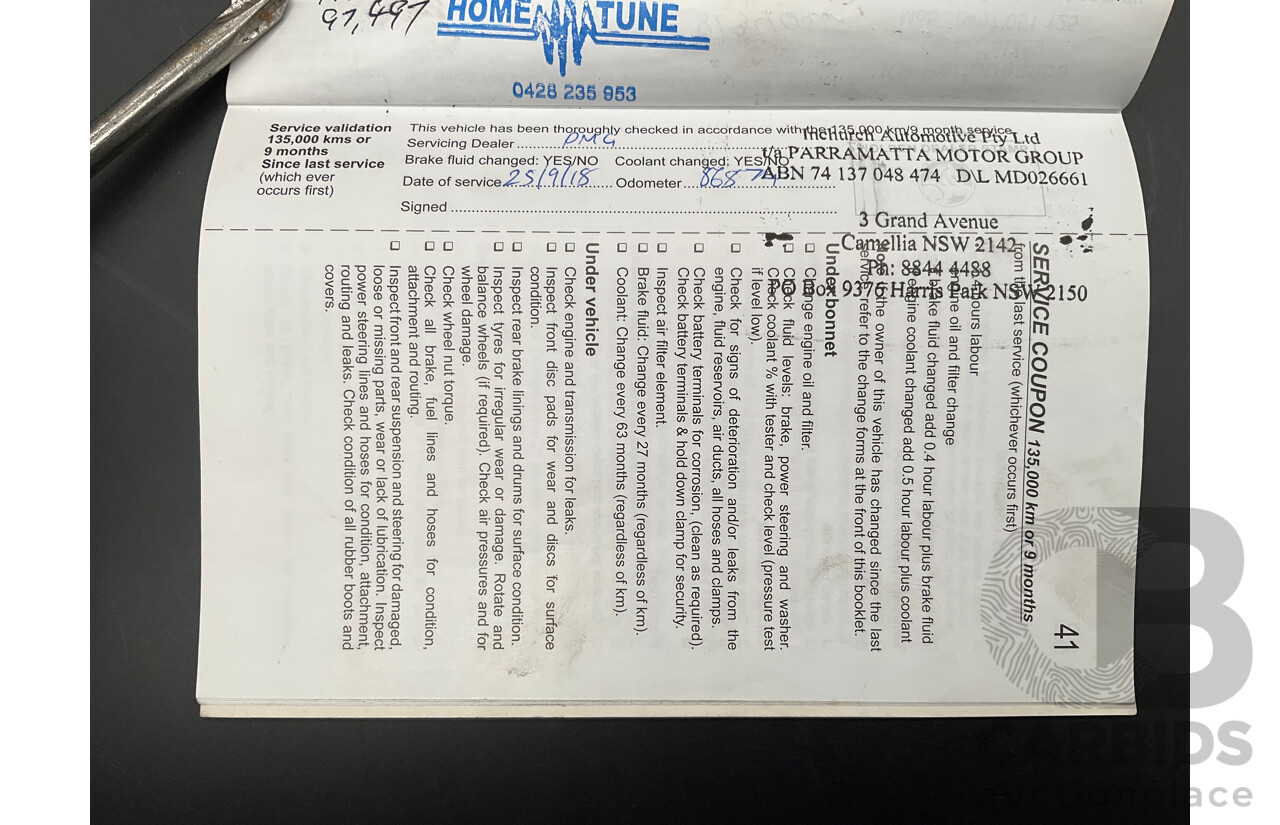 97,497
HOME TUNE
0428 235 953
Service validation
135,000 kms or
9 months
Since last service
(which ever
occurs first)
This vehicle has been thoroughly checked in accordance with the 135,000 km/9 month service
Servicing Dealer PMG
Brake fluid changed: YES/NO Coolant changed: YES/NO
Date of service 25/9/18 Odometer
Signed
Inchurch Automotive Pty Ltd
t/a PARRAMATTA MOTOR GROUP
ABN 74 137 048 474 D\L MD026661
3 Grand Avenue
Camellia NSW 2142
Ph: 8844 4488
PO Box 9376 Harris Park NSW 2150
41
SERVICE COUPON 135,000 km or 9 months
from last service (whichever occurs first)
hours labour
oil and filter change
brake fluid changed add 0.4 hour labour plus brake fluid
engine coolant changed add 0.5 hour labour plus coolant
the owner of this vehicle has changed since the last
service, refer to the change forms at the front of this booklet.
Under bonnet
Change engine oil and filter.
Check fluid levels: brake, power steering and washer.
Check coolant % with tester and check level (pressure test
if level low).
Check for signs of deterioration and/or leaks from the
engine, fluid reservoirs, air ducts, all hoses and clamps.
Check battery terminals for corrosion, (clean as required).
Check battery terminals & hold down clamp for security.
Inspect air filter element.
Brake fluid: Change every 27 months (regardless of km).
Coolant: Change every 63 months (regardless of km).
Under vehicle
Check engine and transmission for leaks.
Inspect front disc pads for wear and discs for surface
condition.
Inspect rear brake linings and drums for surface condition.
Inspect tyres for irregular wear or damage. Rotate and
balance wheels (if required). Check air pressures and for
wheel damage.
Check wheel nut torque.
Check all brake, fuel lines and hoses for condition,
attachment and routing.
Inspect front and rear suspension and steering for damaged,
loose or missing parts, wear or lack of lubrication. Inspect
power steering lines and hoses for condition, attachment,
routing and leaks. Check condition of all rubber boots and
covers.
CARBIDS
auctionplace